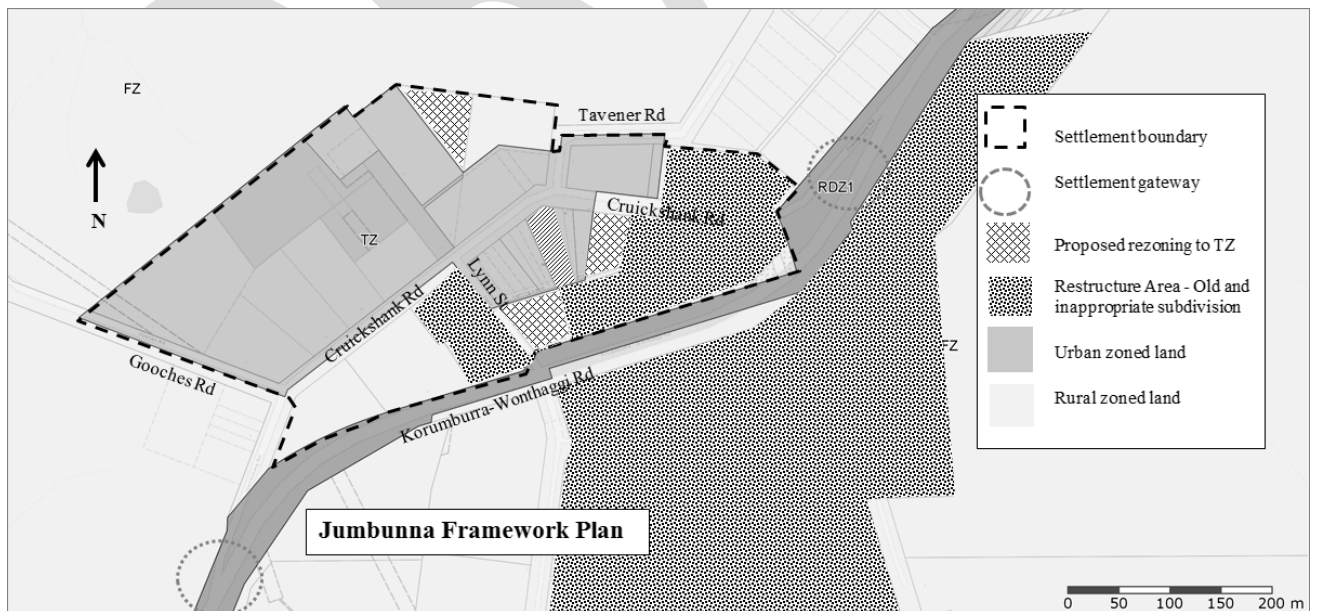 FZ
Tavener Rd
Settlement boundary
Settlement gateway
RDZ1
N
Cruickshank Rd
TZ
Proposed rezoning to TZ
Lynn St
Restructure Area - Old and
inappropriate subdivision
Cruickshank Rd
FZ
Urban zoned land
Gooches Rd
Korumburra-Wonthaggi Rd
Rural zoned land
Jumbunna Framework Plan
0 50 100 150 200 m